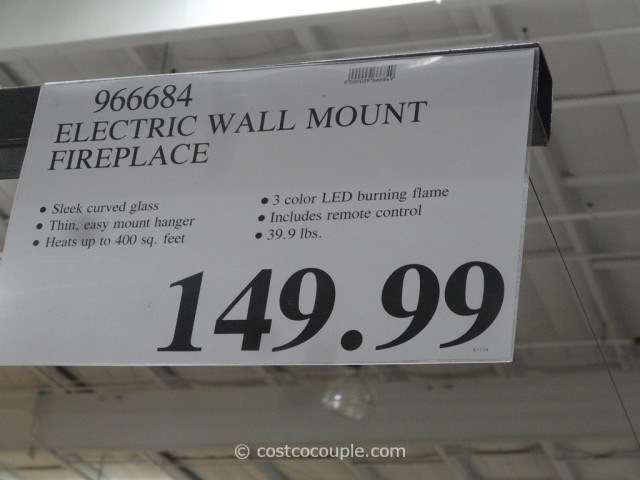 966684
ELECTRIC WALL MOUNT
FIREPLACE
• Sleek curved glass
• Thin, easy mount hanger
• Heats up to 400 sq. feet
• 3 color LED burning flame
• Includes remote control
• 39.9 lbs.
149.99
© costcocouple.com